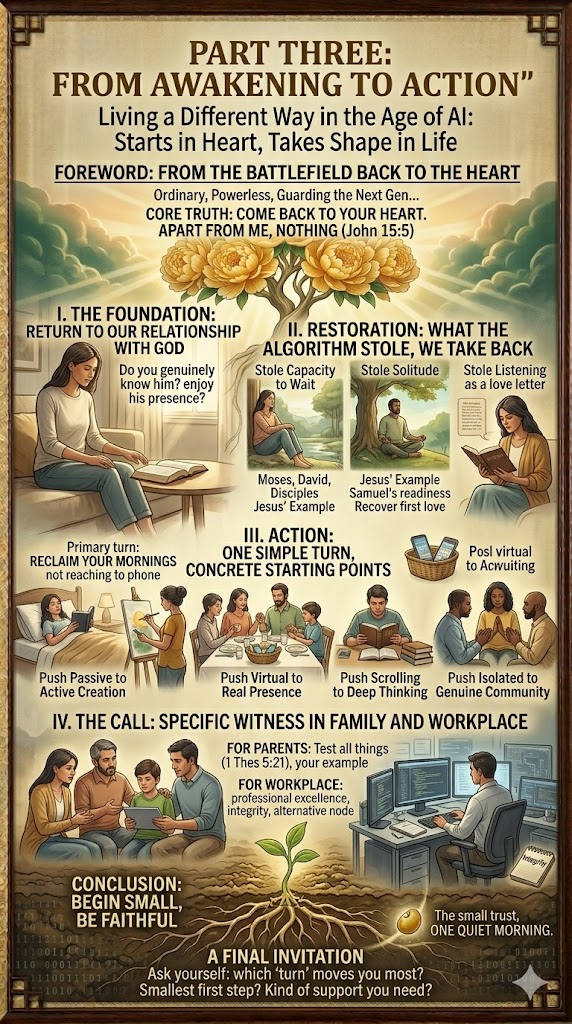 PART THREE:
FROM AWAKENING TO ACTION”
Living a Different Way in the Age of AI:
Starts in Heart, Takes Shape in Life
FOREWORD: FROM THE BATTLEFIELD BACK TO THE HEART
Ordinary, Powerless, Guarding the Next Gen...
CORE TRUTH: COME BACK TO YOUR HEART.
APART FROM ME, NOTHING (John 15:5)
I. THE FOUNDATION:
RETURN TO OUR RELATIONSHIP
WITH GOD
Do you genuinely
know him? enjoy
his presence?
II. RESTORATION: WHAT THE
ALGORITHM STOLE, WE TAKE BACK
Stole Capacity
to Wait
Moses, David,
Disciples
Jesus’ Example
Stole Solitude
Jesus' Example
Samuel's readiness
Recover first love
Stole Listening
as a love letter
III. ACTION:
ONE SIMPLE TURN,
CONCRETE STARTING POINTS
Primary turn:
RECLAIM YOUR MORNINGS
not reaching to phone
Posl virtual
to Acwuiting
Push Passive to
Active Creation
Push Virtual to
Real Presence
Push Scrolling
to Deep Thinking
Push Isolated to
Genuine Community
IV. THE CALL: SPECIFIC WITNESS IN FAMILY AND WORKPLACE
FOR PARENTS: Test all things
(1 Thes 5:21), your example
FOR WORKPLACE:
professional excellence,
integrity, alternative node
Integrity
CONCLUSION:
BEGIN SMALL,
BE FAITHFUL
The small trust,
ONE QUIET MORNING.
A FINAL INVITATION
Ask yourself: which ‘turn’ moves you most?
Smallest first step? Kind of support you need?